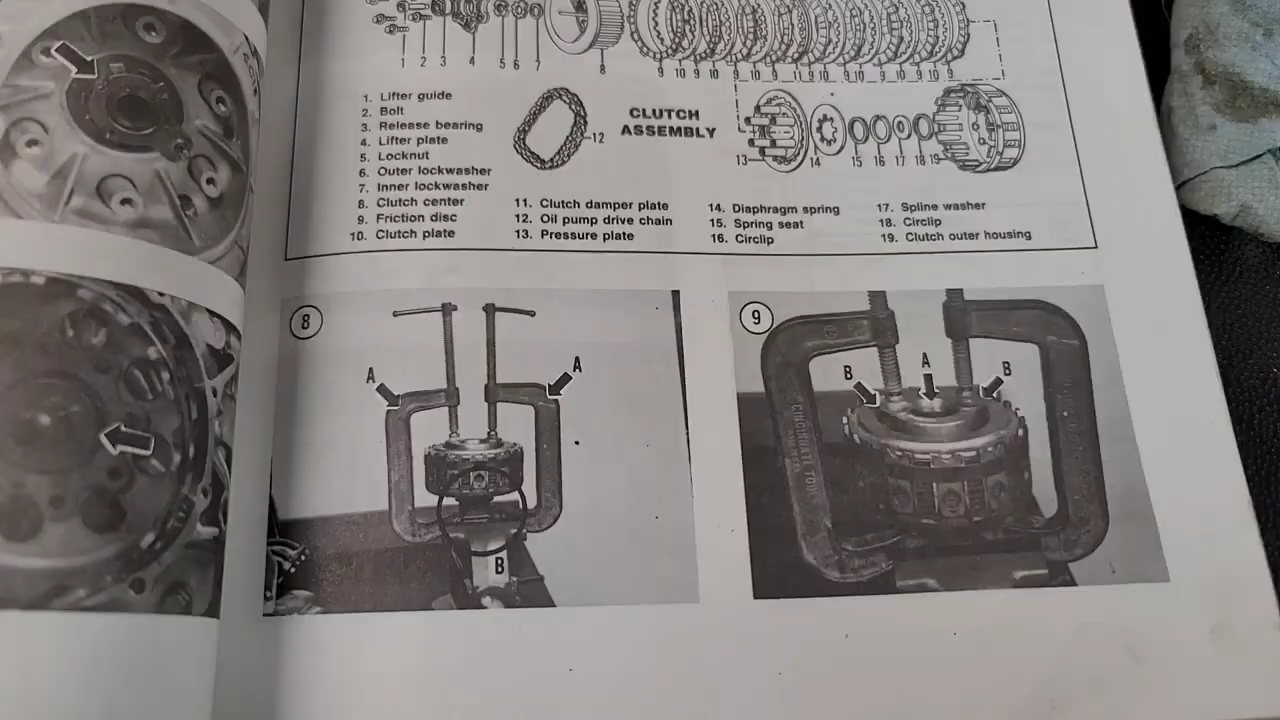 1 2 3 4 5 6 7 8 9 10 9 10 9 10 9 11 9 10 9 10 9 10 9 10 9
1. Lifter guide
2. Bolt
3. Release bearing
4. Lifter plate
5. Locknut
6. Outer lockwasher
7. Inner lockwasher
8. Clutch center
9. Friction disc
10. Clutch plate
12
CLUTCH
ASSEMBLY
13 14 15 16 17 18 19
11. Clutch damper plate
12. Oil pump drive chain
13. Pressure plate
14. Diaphragm spring
15. Spring seat
16. Circlip
17. Spline washer
18. Circlip
19. Clutch outer housing
8
A
A
B
9
A
B
B
CINCINNATI TOOL